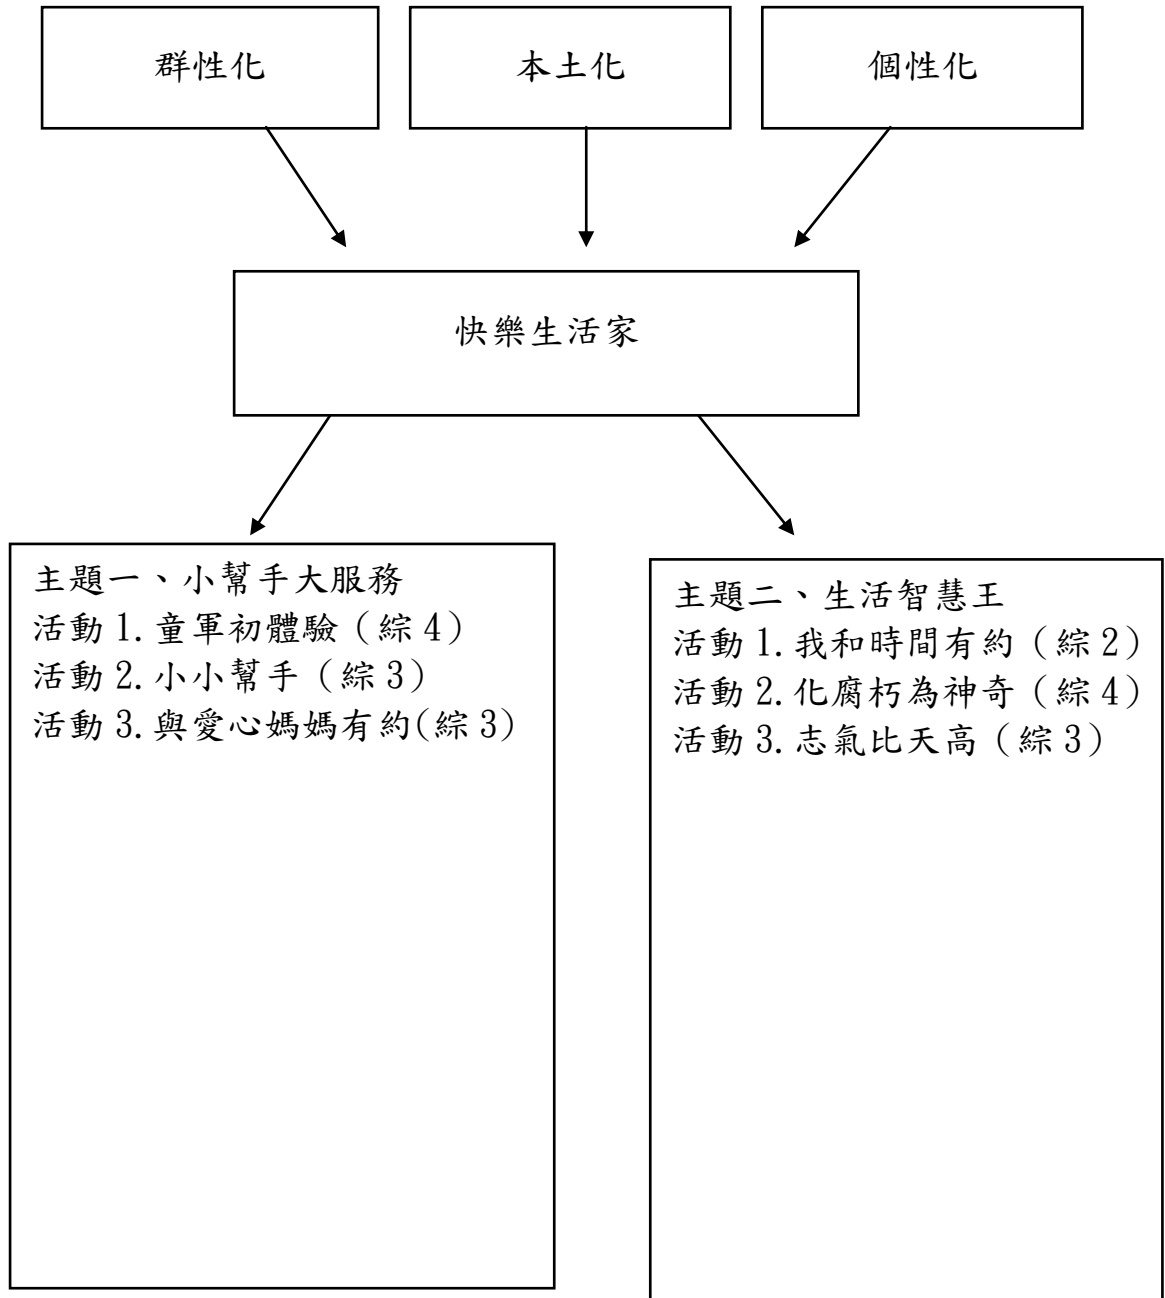 群性化
本土化
個性化
快樂生活家
主題一、小幫手大服務
活動 1.童軍初體驗（綜 4）
活動 2.小小幫手（綜 3）
活動 3.與愛心媽媽有約(綜 3)
主題二、生活智慧王
活動 1.我和時間有約（綜 2）
活動 2.化腐朽為神奇（綜 4）
活動 3.志氣比天高（綜 3）